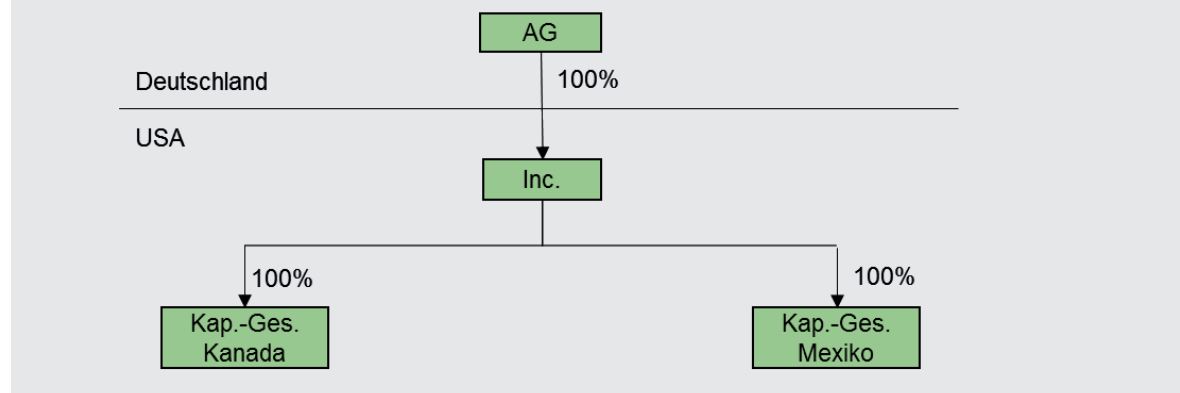 AG
Deutschland
100%
USA
Inc.
100%
100%
Kap.-Ges.
Kanada
Kap.-Ges.
Mexiko